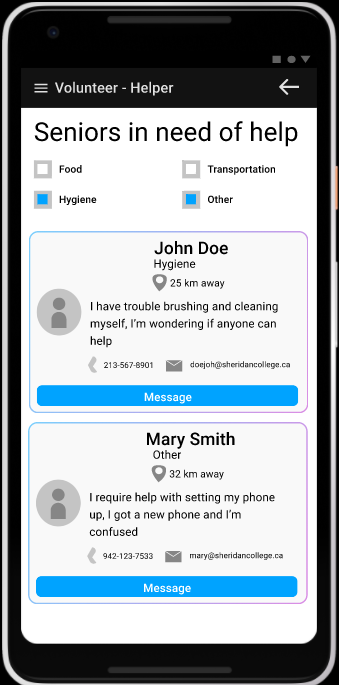 Volunteer - Helper
Seniors in need of help
Food
Transportation
Hygiene
Other
John Doe
Hygiene
25 km away
I have trouble brushing and cleaning
myself, I'm wondering if anyone can
help
213-567-8901
doejoh@sheridancollege.ca
Message
Mary Smith
Other
32 km away
I require help with setting my phone
up, I got a new phone and I'm
confused
942-123-7533
mary@sheridancollege.ca
Message